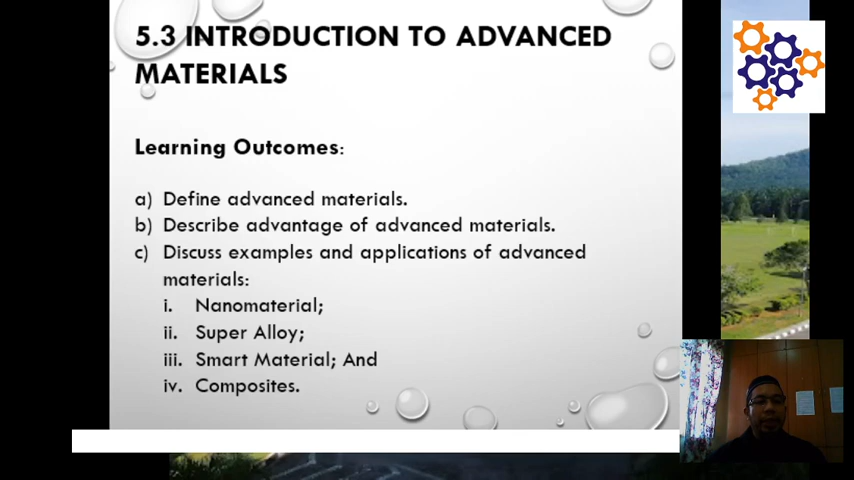 5.3 INTRODUCTION TO ADVANCED
MATERIALS
Learning Outcomes:
a) Define advanced materials.
b) Describe advantage of advanced materials.
c) Discuss examples and applications of advanced
materials:
i. Nanomaterial;
ii. Super Alloy;
iii. Smart Material; And
iv. Composites.